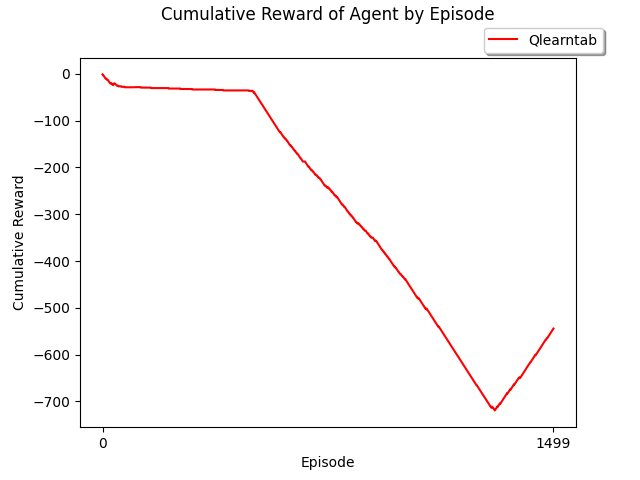 Cumulative Reward of Agent by Episode
Qlearntab
0
−100
−200
−300
−400
−500
−600
−700
Cumulative Reward
0 1499
Episode